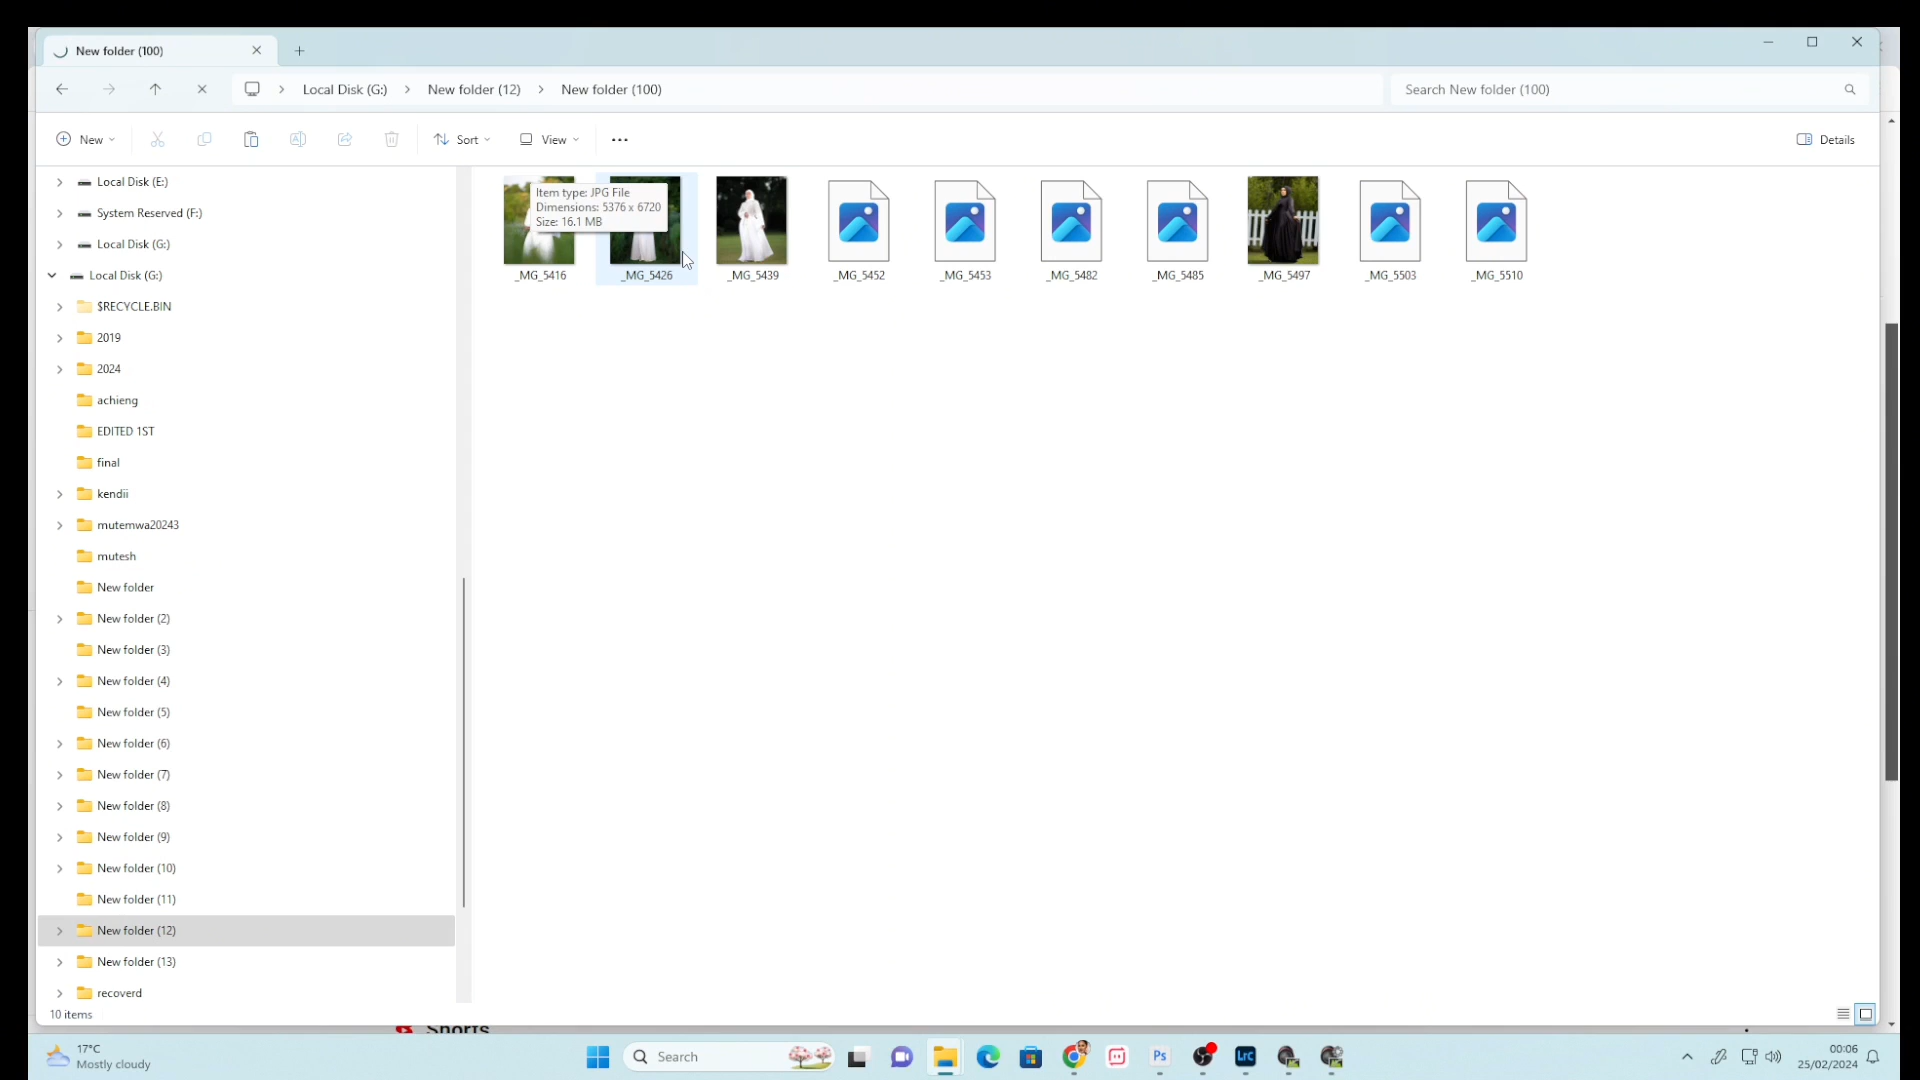 New folder (100)
Local Disk (G:) New folder (12) New folder (100)
Search New folder (100)
New
Sort
View
Details
Local Disk (E:)
System Reserved (F:)
Local Disk (G:)
Local Disk (G:)
$RECYCLE.BIN
2019
2024
achieng
EDITED 1ST
final
kendii
mutemwa20243
mutesh
New folder
New folder (2)
New folder (3)
New folder (4)
New folder (5)
New folder (6)
New folder (7)
New folder (8)
New folder (9)
New folder (10)
New folder (11)
New folder (12)
New folder (13)
recoverd
Item type: JPG File
Dimensions: 5376 x 6720
Size: 16.1 MB
_MG_5416
_MG_5426
_MG_5439
_MG_5452
_MG_5453
_MG_5482
_MG_5485
_MG_5497
_MG_5503
_MG_5510
10 items
Shorts
17°C
Mostly cloudy
Search
Ps
Lrc
00:06
25/02/2024